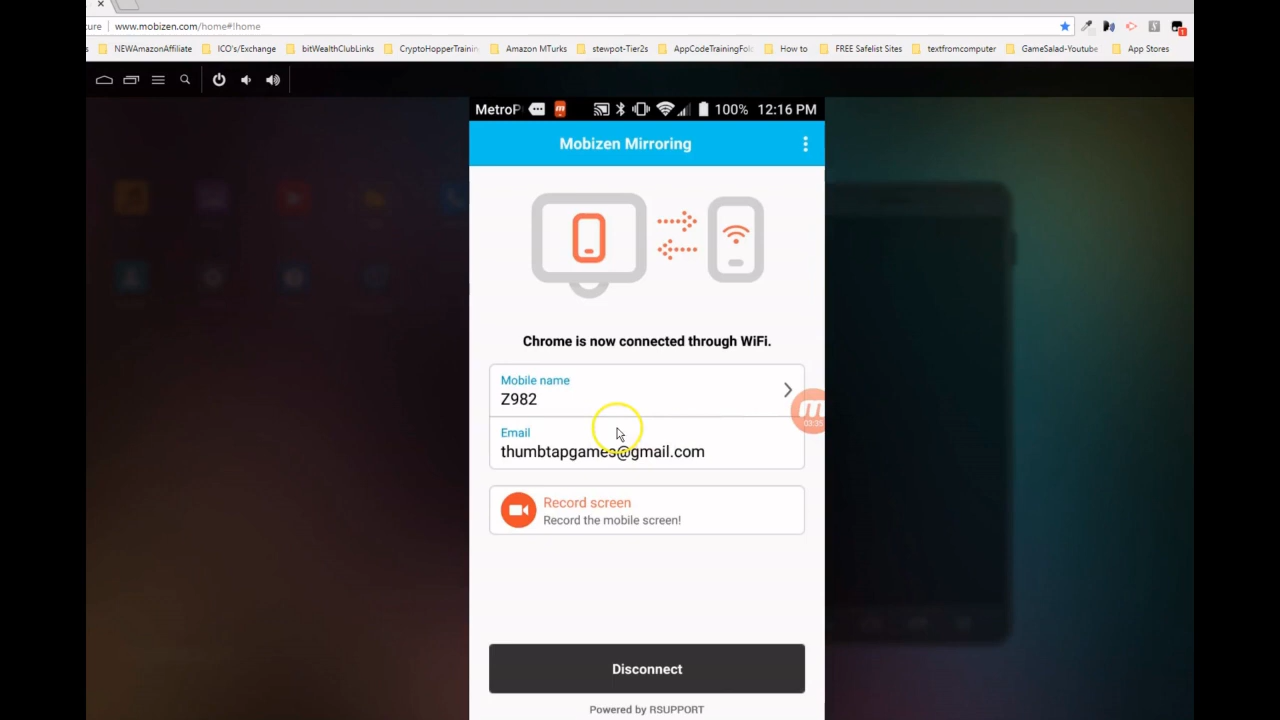 www.mobizen.com/home#!home
NEWAmazonAffiliate ICO's/Exchange bitWealthClubLinks CryptoHopperTrainin Amazon MTurks stewpot-Tier2s AppCodeTrainingFol How to FREE Safelist Sites textfromcomputer GameSalad-Youtube App Stores
MetroP 100% 12:16 PM
Mobizen Mirroring
Chrome is now connected through WiFi.
Mobile name
Z982
03:35
Email
thumbtapgames@gmail.com
Record screen
Record the mobile screen!
Disconnect
Powered by RSUPPORT